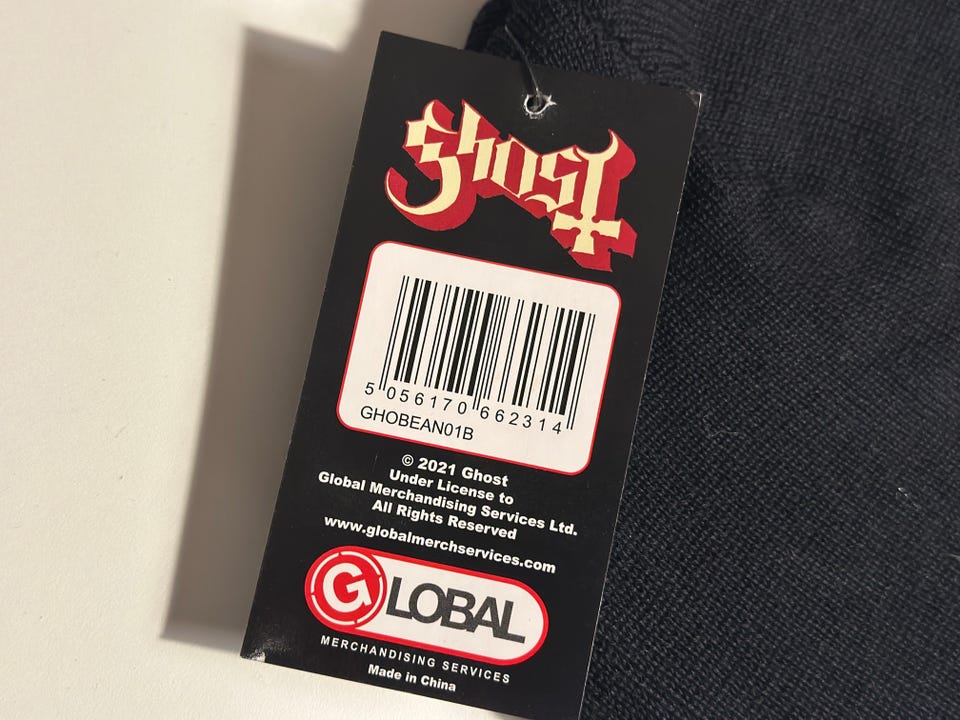 Ghost
5 056170 662314
GHOBEAN01B
© 2021 Ghost
Under License to
Global Merchandising Services Ltd.
All Rights Reserved
www.globalmerchservices.com
GLOBAL
MERCHANDISING SERVICES
Made in China